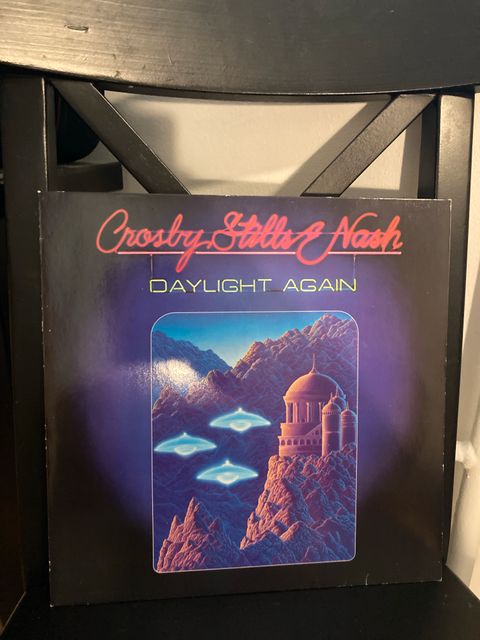 Crosby, Stills & Nash
DAYLIGHT AGAIN